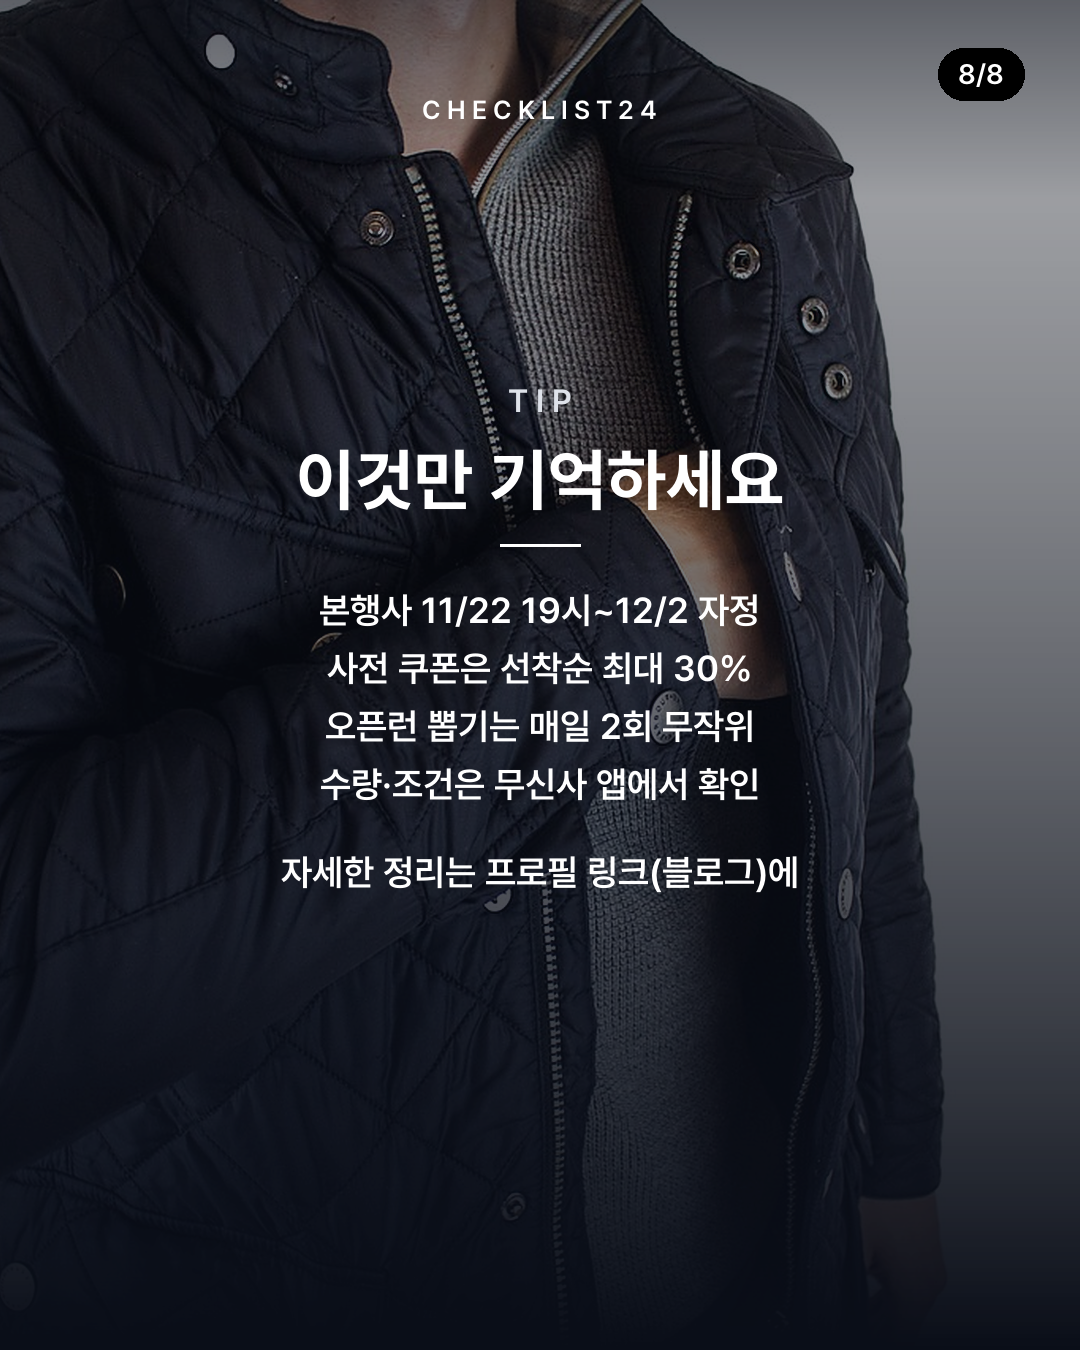 8/8
CHECKLIST24
TIP
이것만 기억하세요
본행사 11/22 19시~12/2 자정
사전 쿠폰은 선착순 최대 30%
오픈런 뽑기는 매일 2회 무작위
수량·조건은 무신사 앱에서 확인
자세한 정리는 프로필 링크(블로그)에